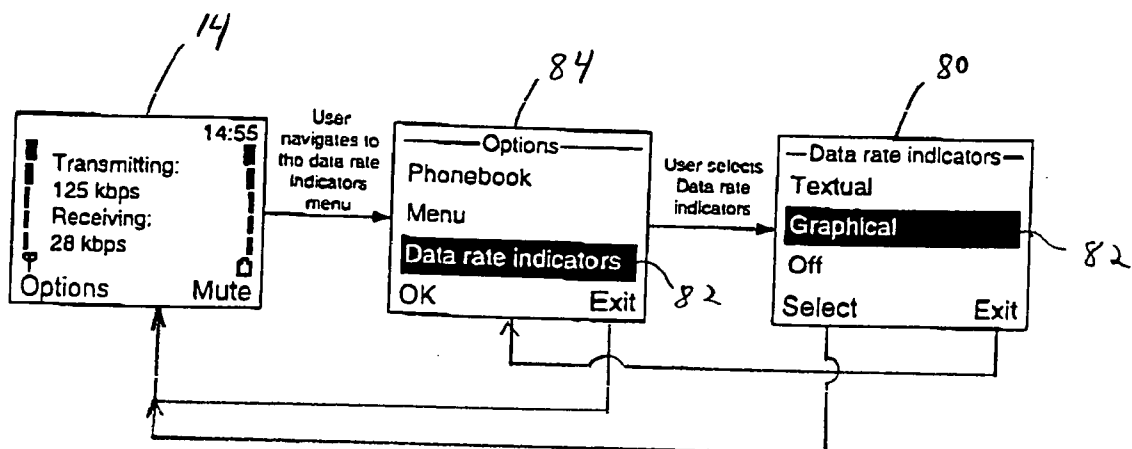 14
84
80
14:55
Transmitting:
125 kbps
Receiving:
28 kbps
Options
Mute
User
navigates to
the data rate
indicators
menu
Options
Phonebook
Menu
Data rate indicators
82
OK
Exit
User selects
Data rate
indicators
Data rate indicators
Textual
Graphical
82
Off
Select
Exit